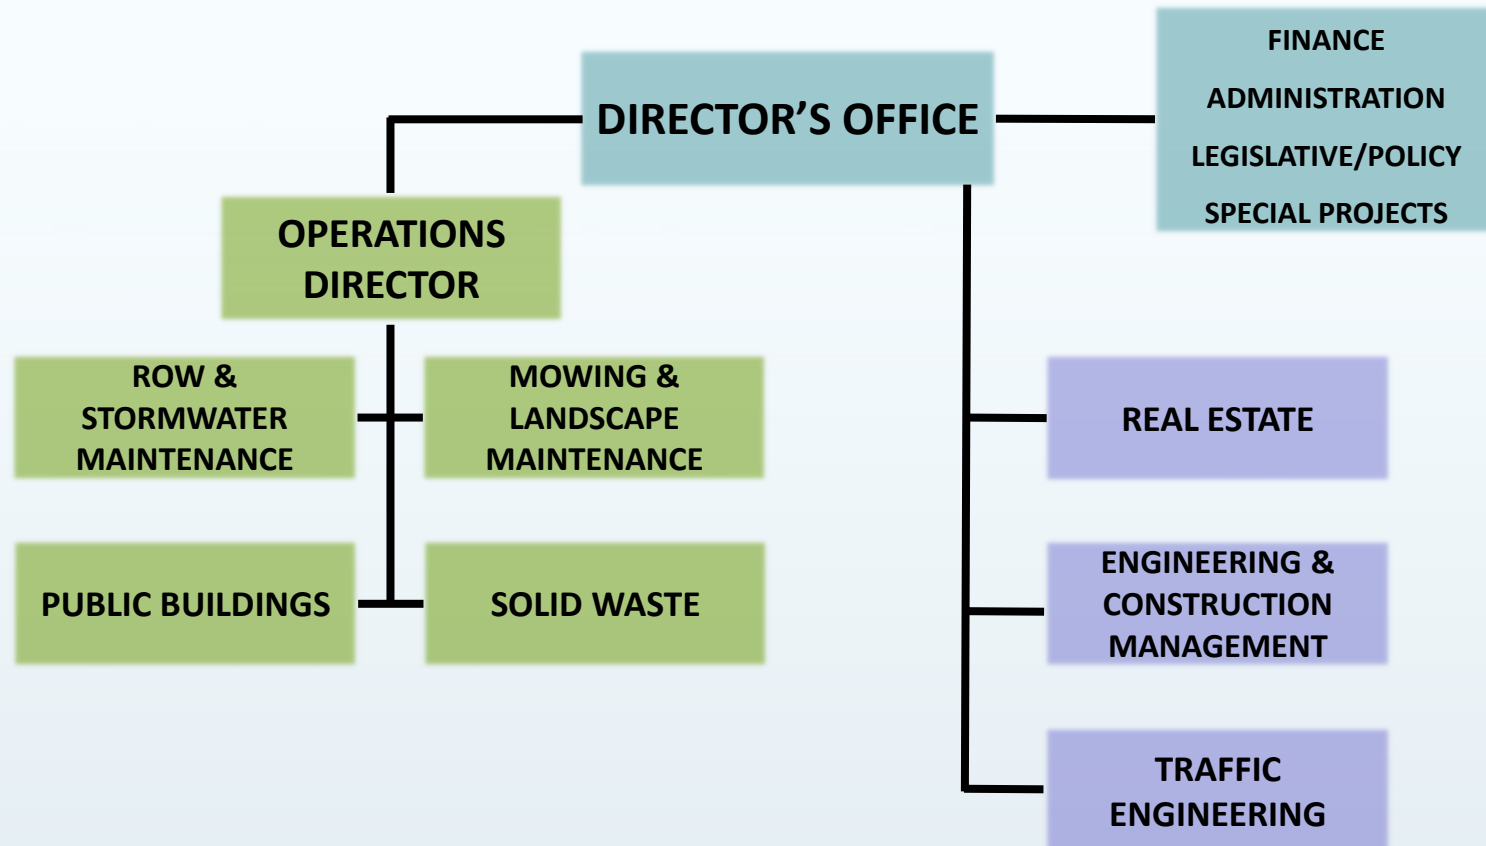 FINANCE
ADMINISTRATION
LEGISLATIVE/POLICY
SPECIAL PROJECTS
DIRECTOR’S OFFICE
OPERATIONS
DIRECTOR
ROW &
STORMWATER
MAINTENANCE
MOWING &
LANDSCAPE
MAINTENANCE
REAL ESTATE
PUBLIC BUILDINGS
SOLID WASTE
ENGINEERING &
CONSTRUCTION
MANAGEMENT
TRAFFIC
ENGINEERING